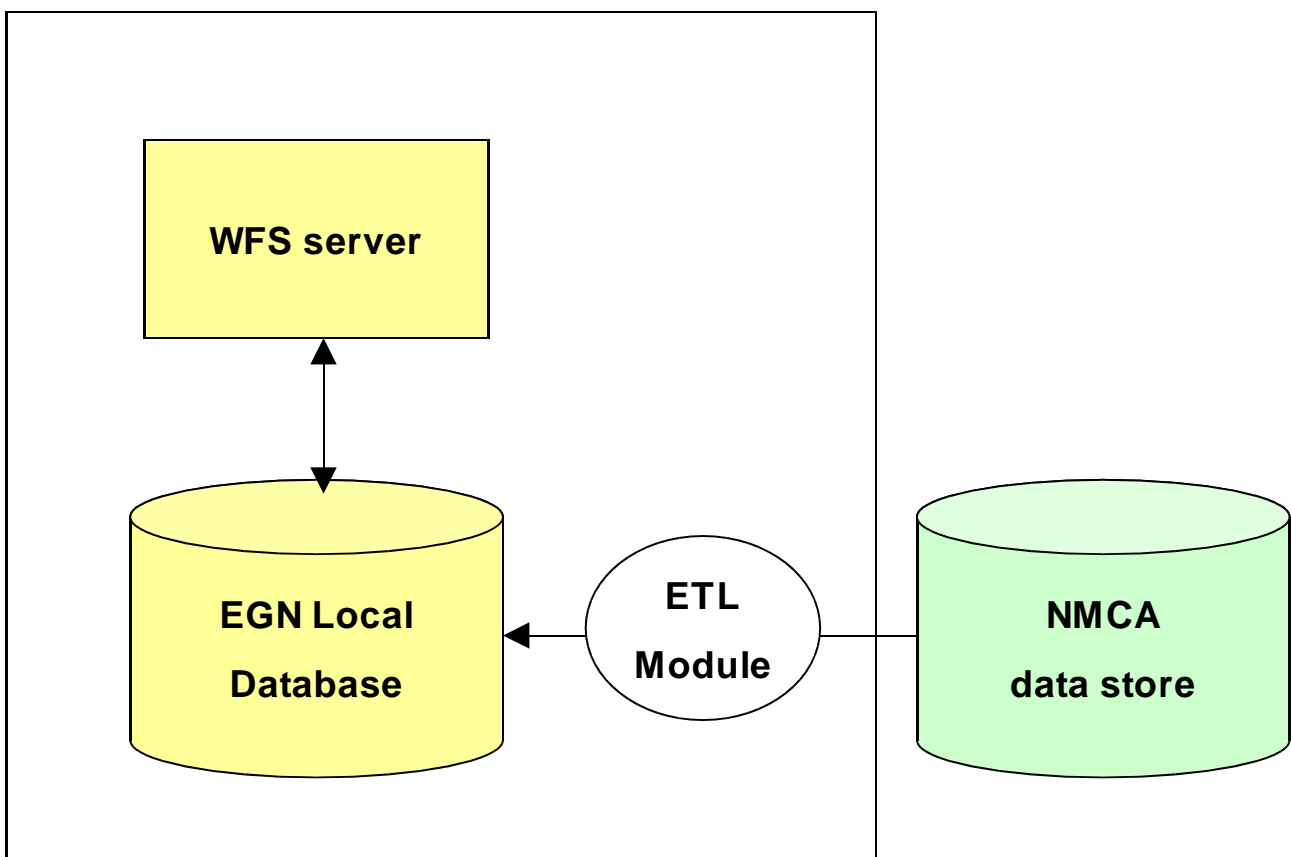 WFS server
EGN Local
Database
ETL
Module
NMCA
data store